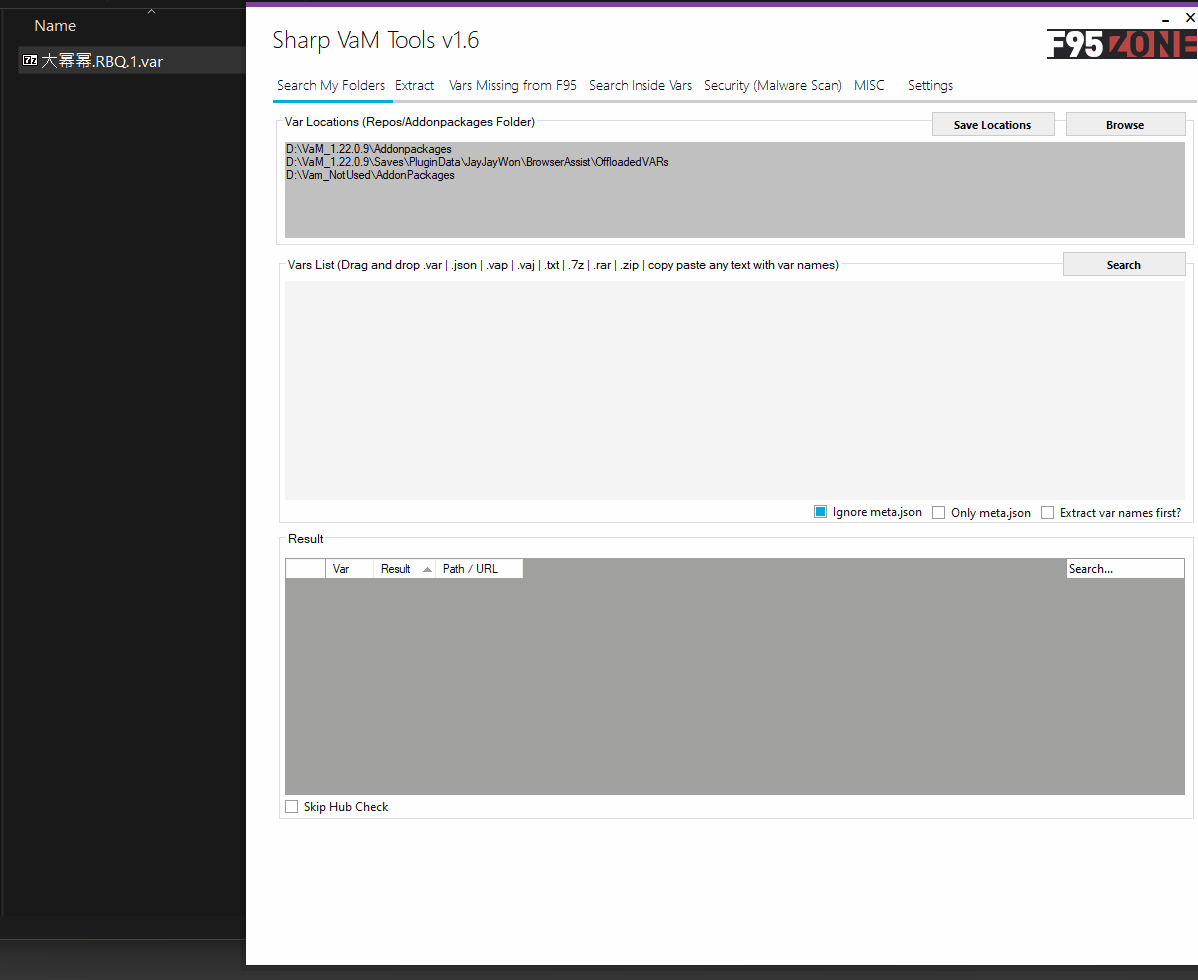 Name
大幂幂.RBQ.1.var
Sharp VaM Tools v1.6
F95 ZONE
Search My Folders Extract Vars Missing from F95 Search Inside Vars Security (Malware Scan) MISC Settings
Var Locations (Repos/Addonpackages Folder)
Save Locations Browse
D:\VaM_1.22.0.9\Addonpackages
D:\VaM_1.22.0.9\Saves\PluginData\JayJayWon\BrowserAssist\OffloadedVARs
D:\Vam_NotUsed\AddonPackages
Vars List (Drag and drop .var | .json | .vap | .vaj | .txt | .7z | .rar | .zip | copy paste any text with var names)
Search
Ignore meta.json Only meta.json Extract var names first?
Result
Var Result Path / URL Search...
Skip Hub Check